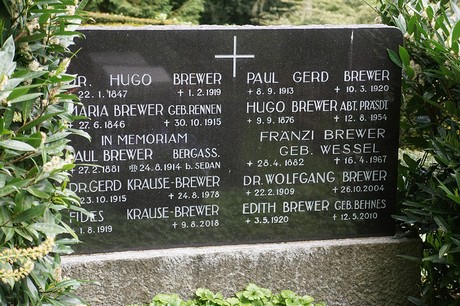 DR. HUGO BREWER
* 22. 1. 1847 + 1. 2. 1919
MARIA BREWER GEB. RENNEN
* 27. 6. 1846 + 30. 10. 1915
IN MEMORIAM
PAUL BREWER BERGASS.
27. 2. 1881 24. 8. 1914 b. SEDAN
DR. GERD KRAUSE-BREWER
23. 10. 1915 + 24. 8. 1978
FIDES KRAUSE-BREWER
1. 8. 1919 + 9. 8. 2018
PAUL GERD BREWER
* 8. 9. 1913 + 10. 3. 1920
HUGO BREWER ABT. PRÄSDT.
* 9. 9. 1876 + 12. 8. 1954
FRÄNZI BREWER
GEB. WESSEL
* 28. 4. 1882 + 16. 4. 1967
DR. WOLFGANG BREWER
* 22. 2. 1909 + 26. 10. 2004
EDITH BREWER GEB. BEHNES
* 3. 5. 1920 + 12. 5. 2010